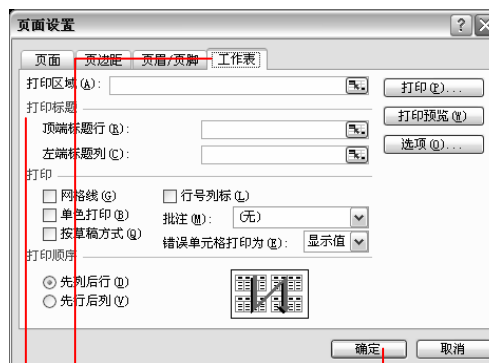 页面设置
页面 页边距 页眉/页脚 工作表
打印区域(A):
打印(P)...
打印标题
打印预览(W)
顶端标题行(R):
选项(O)...
左端标题列(C):
打印
网格线(G) 行号列标(L)
单色打印(B) 批注(M): (无)
按草稿方式(Q) 错误单元格打印为(E): 显示值
打印顺序
先列后行(D)
先行后列(V)
确定 取消